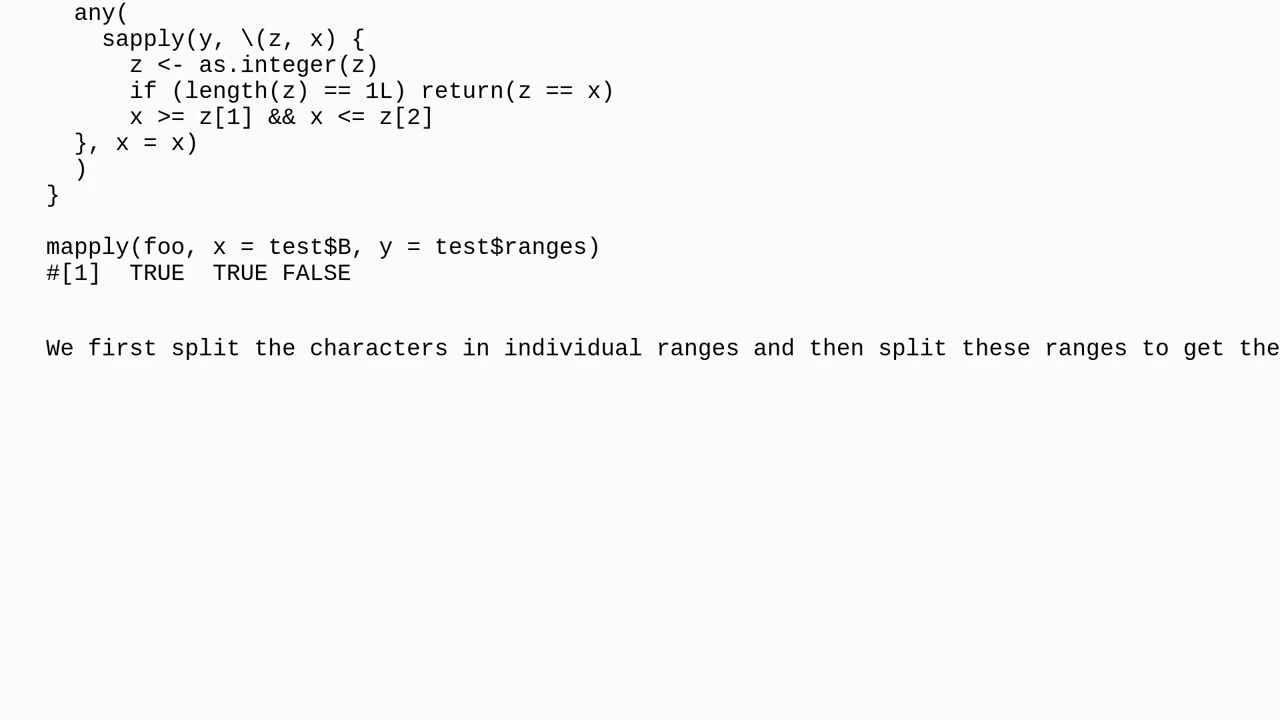 any(
sapply(y, \(z, x) {
z <- as.integer(z)
if (length(z) == 1L) return(z == x)
x >= z[1] && x <= z[2]
}, x = x)
)
}
mapply(foo, x = test$B, y = test$ranges)
#[1]  TRUE  TRUE FALSE
We first split the characters in individual ranges and then split these ranges to get the